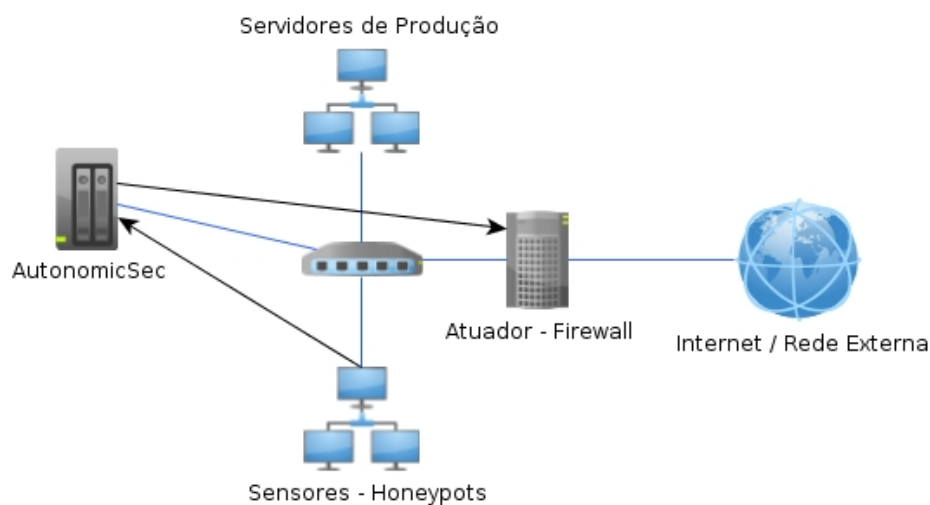 Servidores de Produção
AutonomicSec
Atuador - Firewall
Internet / Rede Externa
Sensores - Honeypots